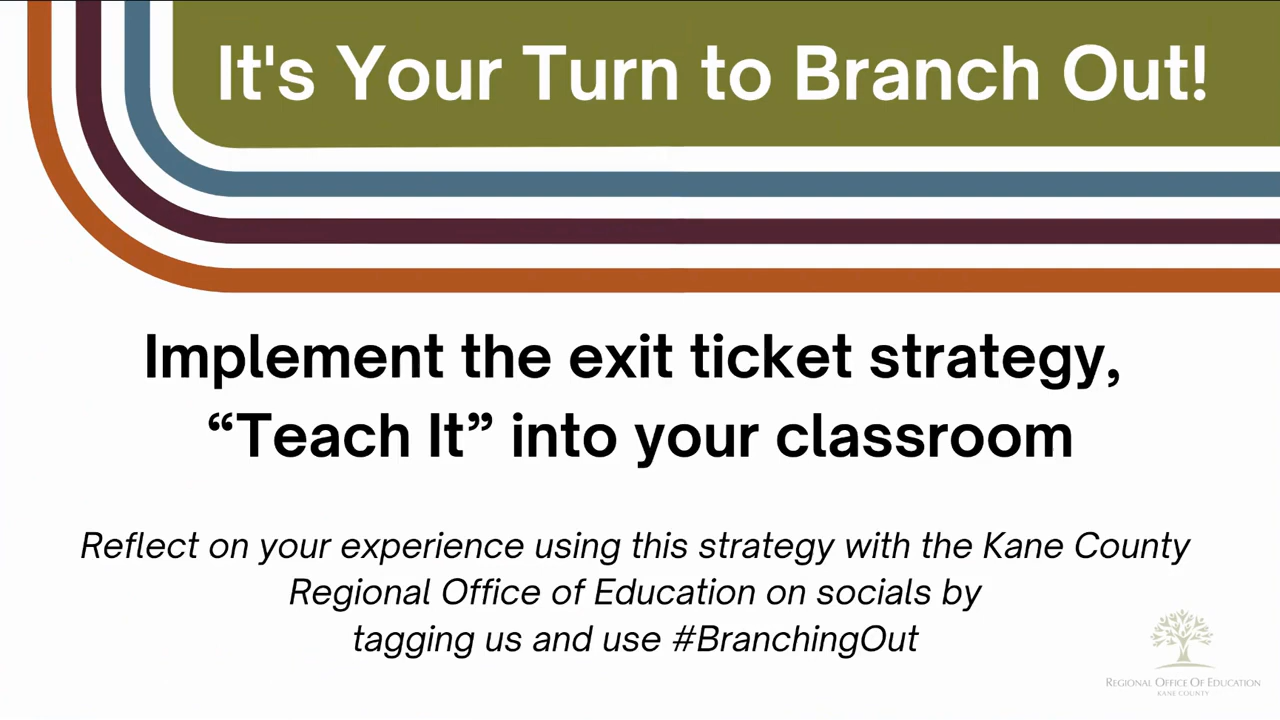 It's Your Turn to Branch Out!
Implement the exit ticket strategy,
“Teach It” into your classroom
Reflect on your experience using this strategy with the Kane County
Regional Office of Education on socials by
tagging us and use #BranchingOut
REGIONAL OFFICE OF EDUCATION
KANE COUNTY